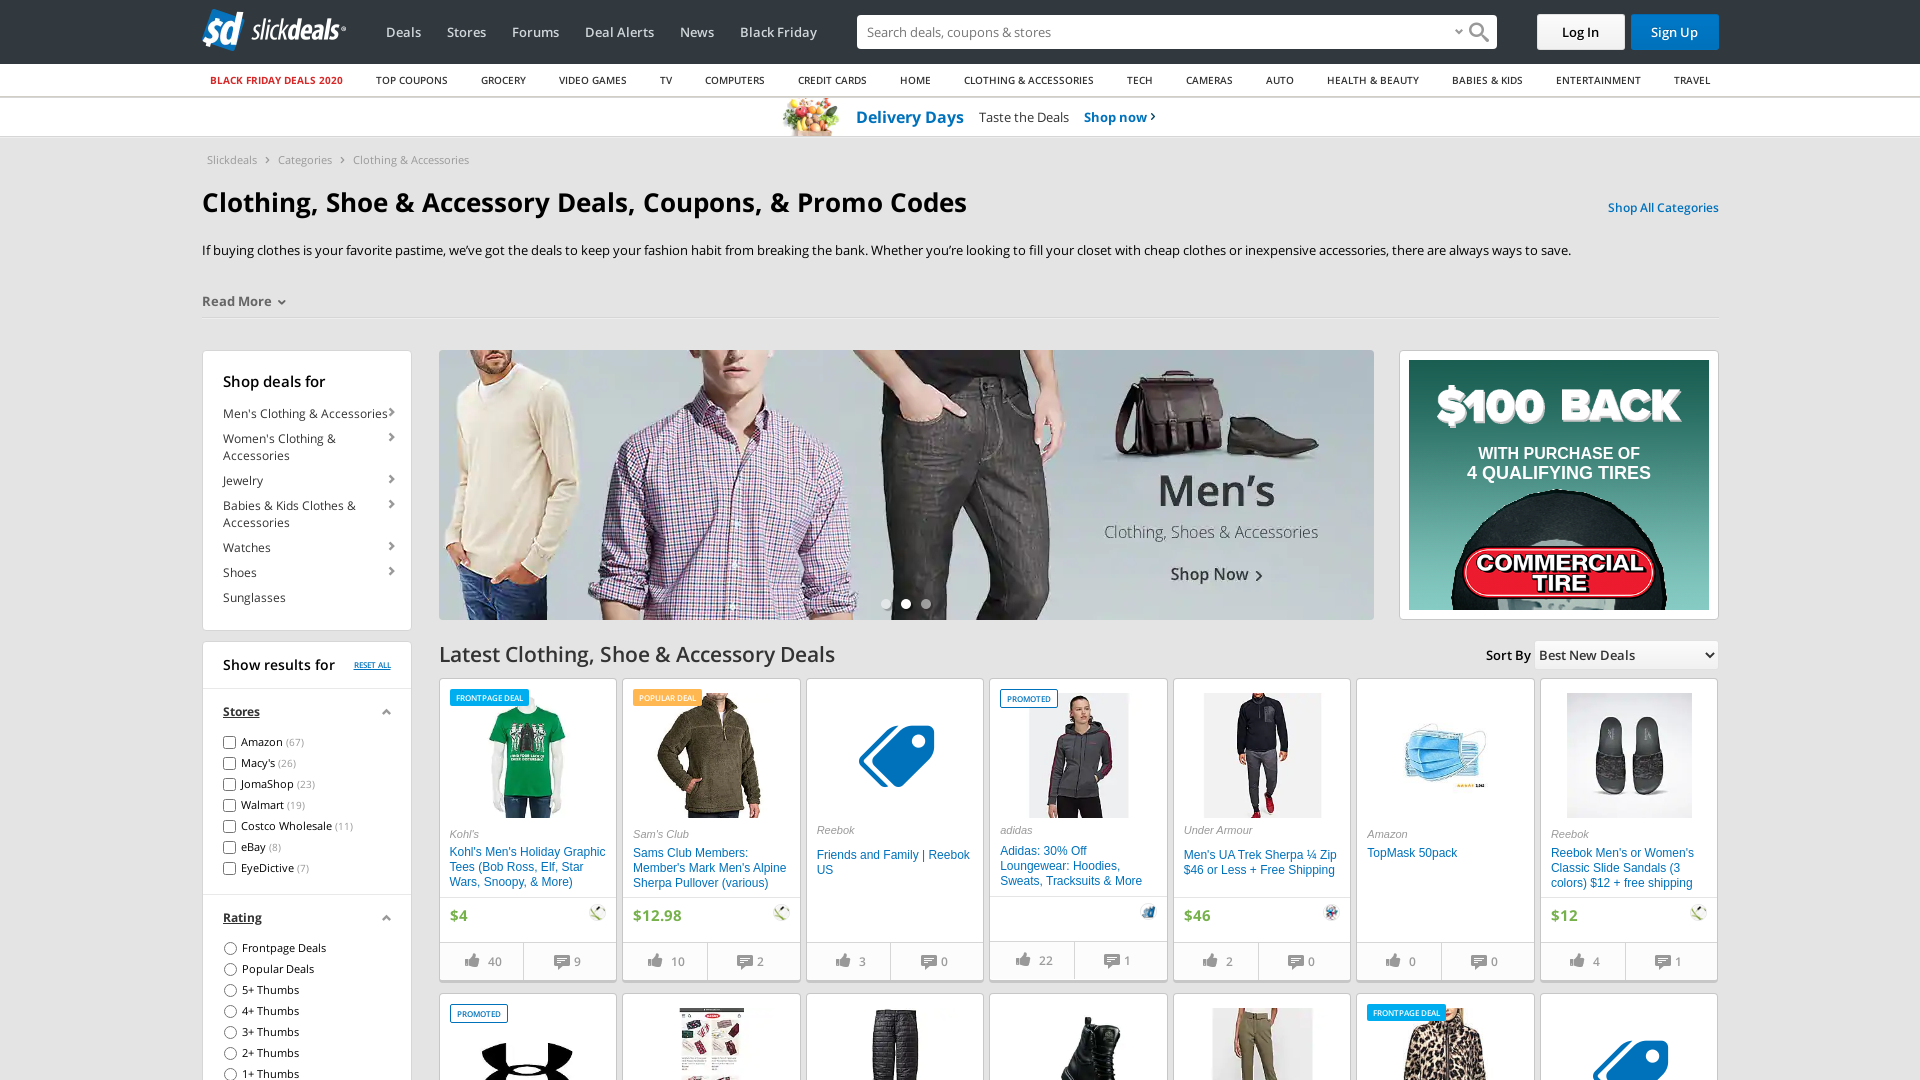 slickdeals
Deals
Stores
Forums
Deal Alerts
News
Black Friday
Search deals, coupons & stores
Log In
Sign Up
BLACK FRIDAY DEALS 2020
TOP COUPONS
GROCERY
VIDEO GAMES
TV
COMPUTERS
CREDIT CARDS
HOME
CLOTHING & ACCESSORIES
TECH
CAMERAS
AUTO
HEALTH & BEAUTY
BABIES & KIDS
ENTERTAINMENT
TRAVEL
Delivery Days Taste the Deals Shop now
Slickdeals › Categories › Clothing & Accessories
Clothing, Shoe & Accessory Deals, Coupons, & Promo Codes
Shop All Categories
If buying clothes is your favorite pastime, we’ve got the deals to keep your fashion habit from breaking the bank. Whether you’re looking to fill your closet with cheap clothes or inexpensive accessories, there are always ways to save.
Read More
Shop deals for
Men's Clothing & Accessories
Women's Clothing &
Accessories
Jewelry
Babies & Kids Clothes &
Accessories
Watches
Shoes
Sunglasses
Men’s
Clothing, Shoes & Accessories
Shop Now
$100 BACK
WITH PURCHASE OF
4 QUALIFYING TIRES
COMMERCIAL
TIRE
Show results for
RESET ALL
Stores
Amazon (67)
Macy's (26)
JomaShop (23)
Walmart (19)
Costco Wholesale (11)
eBay (8)
EyeDictive (7)
Rating
Frontpage Deals
Popular Deals
5+ Thumbs
4+ Thumbs
3+ Thumbs
2+ Thumbs
1+ Thumbs
Latest Clothing, Shoe & Accessory Deals
Sort By Best New Deals
FRONTPAGE DEAL
Kohl's
Kohl's Men's Holiday Graphic
Tees (Bob Ross, Elf, Star
Wars, Snoopy, & More)
$4
40
9
POPULAR DEAL
Sam's Club
Sams Club Members:
Member's Mark Men's Alpine
Sherpa Pullover (various)
$12.98
10
2
Reebok
Friends and Family | Reebok
US
3
0
PROMOTED
adidas
Adidas: 30% Off
Loungewear: Hoodies,
Sweats, Tracksuits & More
22
1
Under Armour
Men's UA Trek Sherpa ¼ Zip
$46 or Less + Free Shipping
$46
2
0
Amazon
TopMask 50pack
0
0
Reebok
Reebok Men's or Women's
Classic Slide Sandals (3
colors) $12 + free shipping
$12
4
1
PROMOTED
FRONTPAGE DEAL